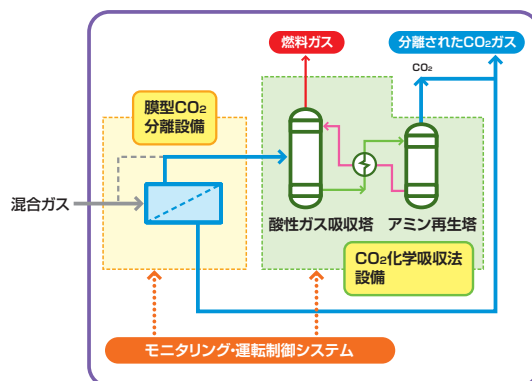 燃料ガス
分離されたCO₂ガス
CO₂
膜型CO₂
分離設備
混合ガス
酸性ガス吸収塔
アミン再生塔
CO₂化学吸収法
設備
モニタリング・運転制御システム